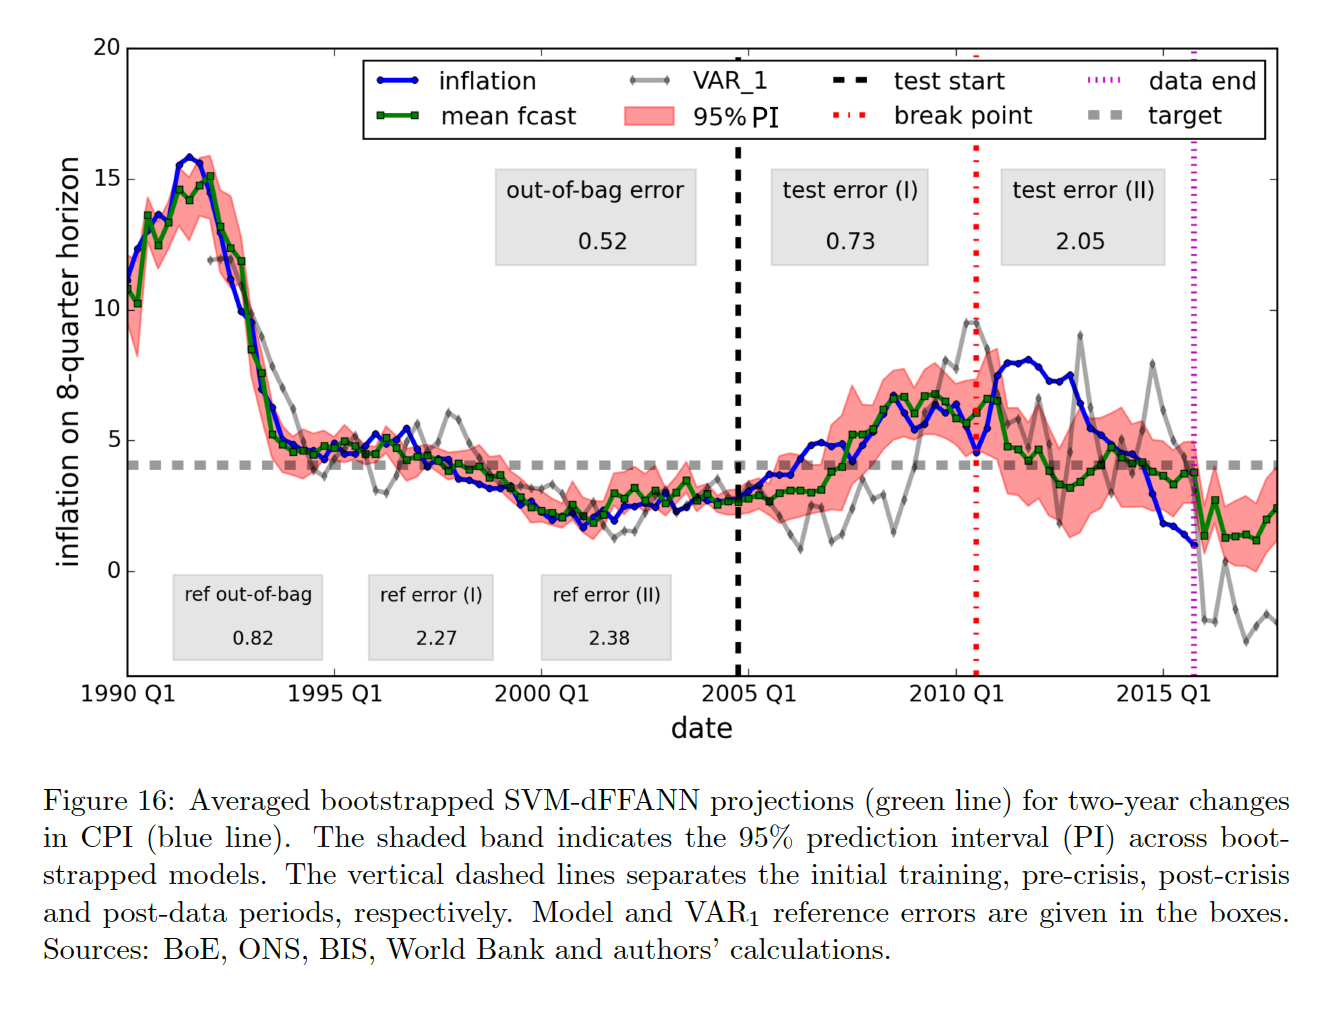 20
inflation
VAR_1
test start
data end
mean fcast
95% PI
break point
target
15
out-of-bag error
0.52
test error (I)
0.73
test error (II)
2.05
inflation on 8-quarter horizon
10
5
0
ref out-of-bag
0.82
ref error (I)
2.27
ref error (II)
2.38
1990 Q1
1995 Q1
2000 Q1
2005 Q1
2010 Q1
2015 Q1
date
Figure 16: Averaged bootstrapped SVM-dFFANN projections (green line) for two-year changes
in CPI (blue line). The shaded band indicates the 95% prediction interval (PI) across boot-
strapped models. The vertical dashed lines separates the initial training, pre-crisis, post-crisis
and post-data periods, respectively. Model and VAR₁ reference errors are given in the boxes.
Sources: BoE, ONS, BIS, World Bank and authors' calculations.